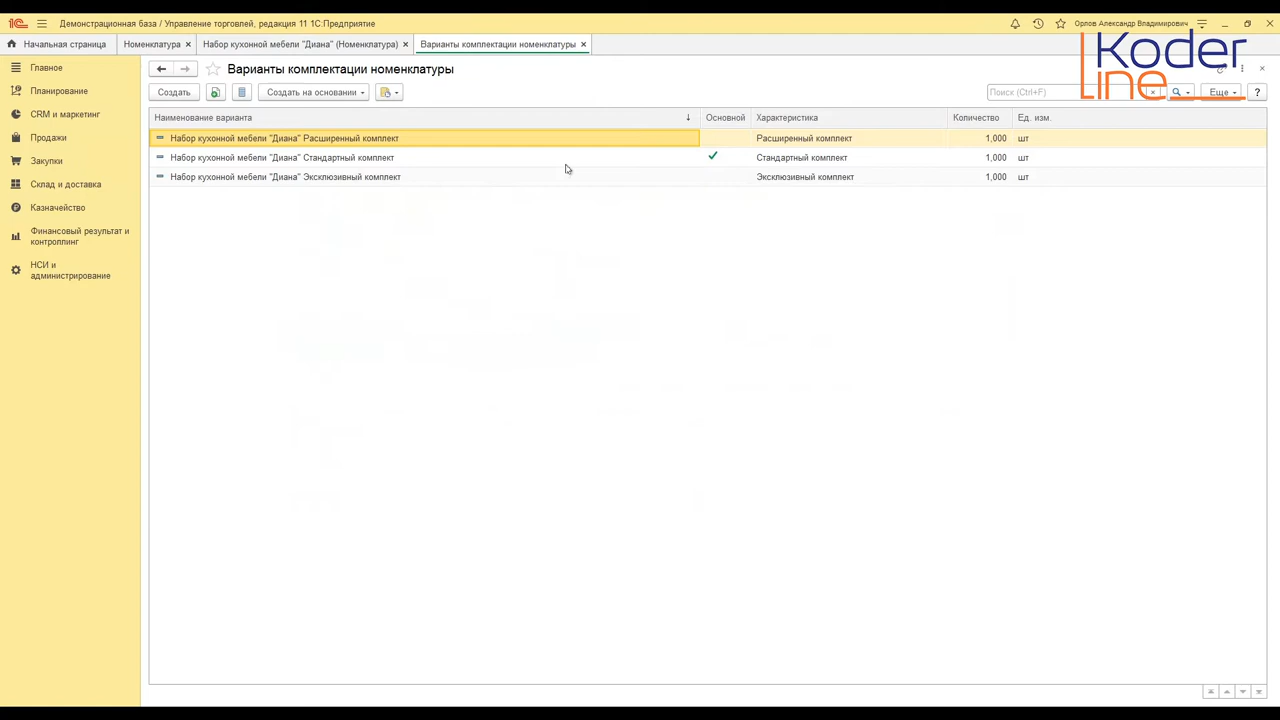 Демонстрационная база / Управление торговлей, редакция 11 1С:Предприятие
Орлов Александр Владимирович
Начальная страница
Номенклатура ×
Набор кухонной мебели "Диана" (Номенклатура) ×
Варианты комплектации номенклатуры ×
Koder
line
Главное
Планирование
CRM и маркетинг
Продажи
Закупки
Склад и доставка
Казначейство
Финансовый результат и
контроллинг
НСИ и
администрирование
Варианты комплектации номенклатуры
Создать
Создать на основании
Поиск (Ctrl+F)
Еще
?
Наименование варианта ↓ Основной Характеристика Количество Ед. изм.
Набор кухонной мебели "Диана" Расширенный комплект Расширенный комплект 1,000 шт
Набор кухонной мебели "Диана" Стандартный комплект Стандартный комплект 1,000 шт
Набор кухонной мебели "Диана" Эксклюзивный комплект Эксклюзивный комплект 1,000 шт